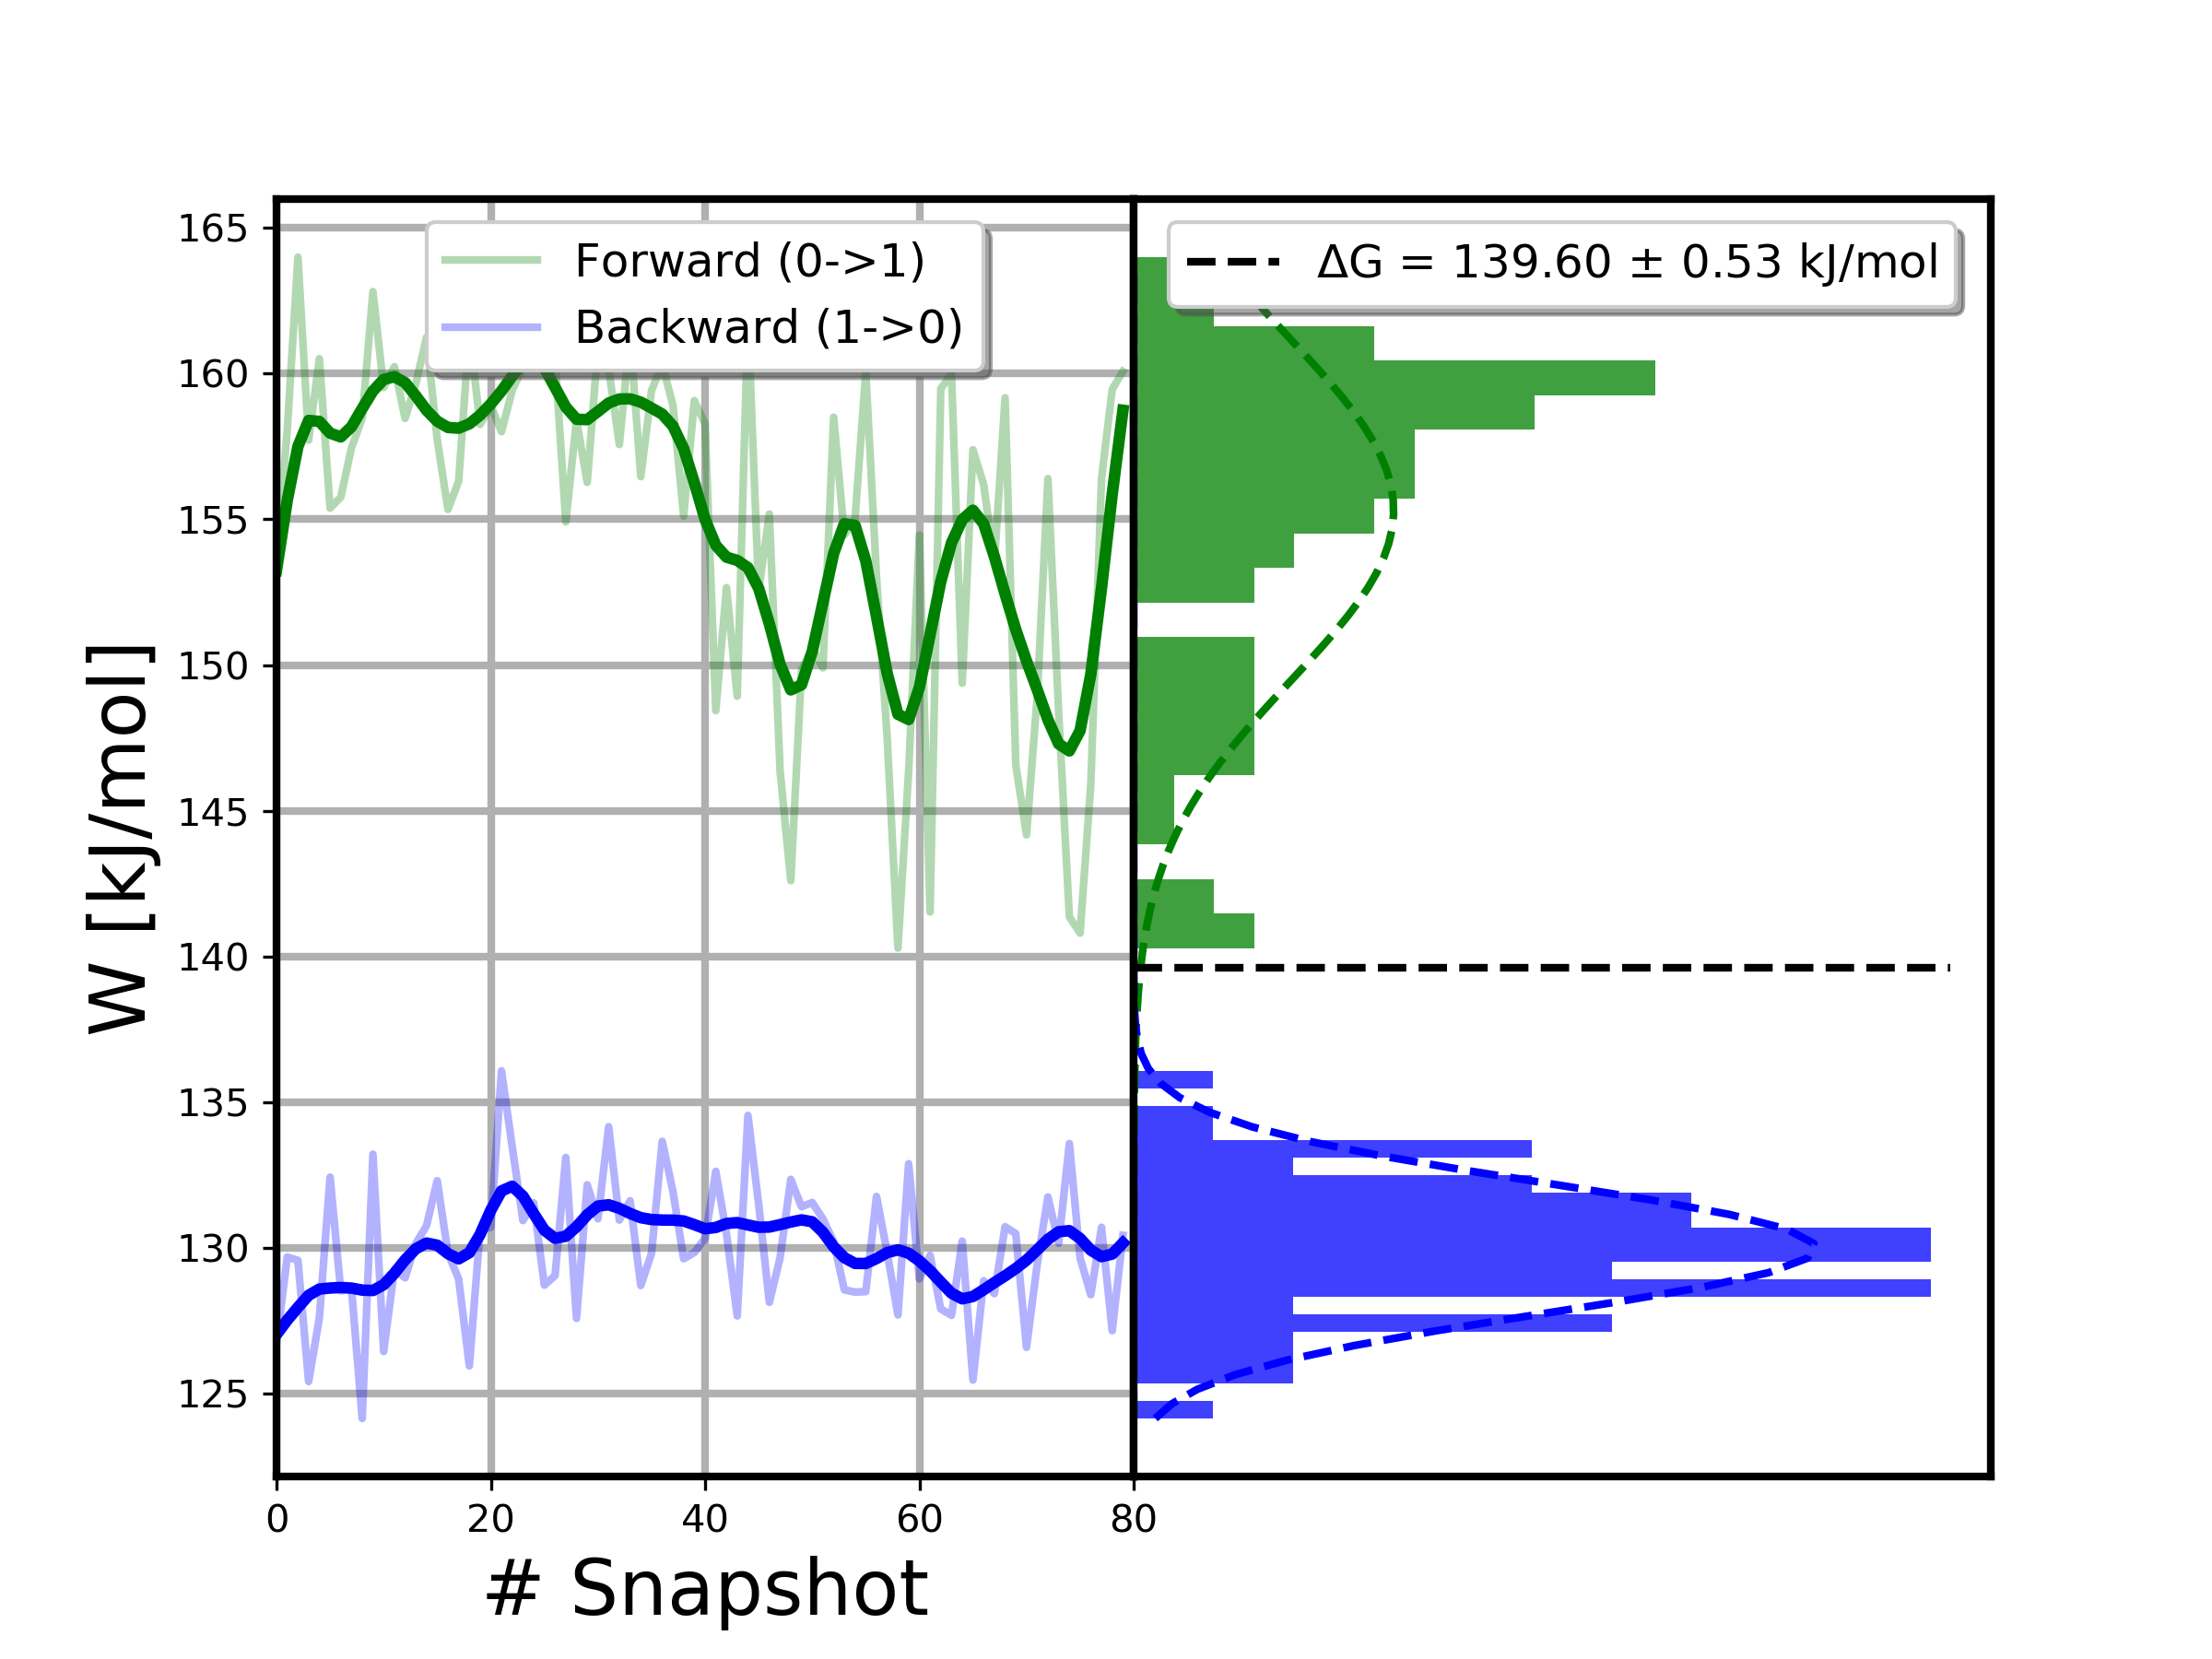 Forward (0->1)
Backward (1->0)
ΔG = 139.60 ± 0.53 kJ/mol
W [kJ/mol]
165
160
155
150
145
140
135
130
125
0 20 40 60 80
# Snapshot